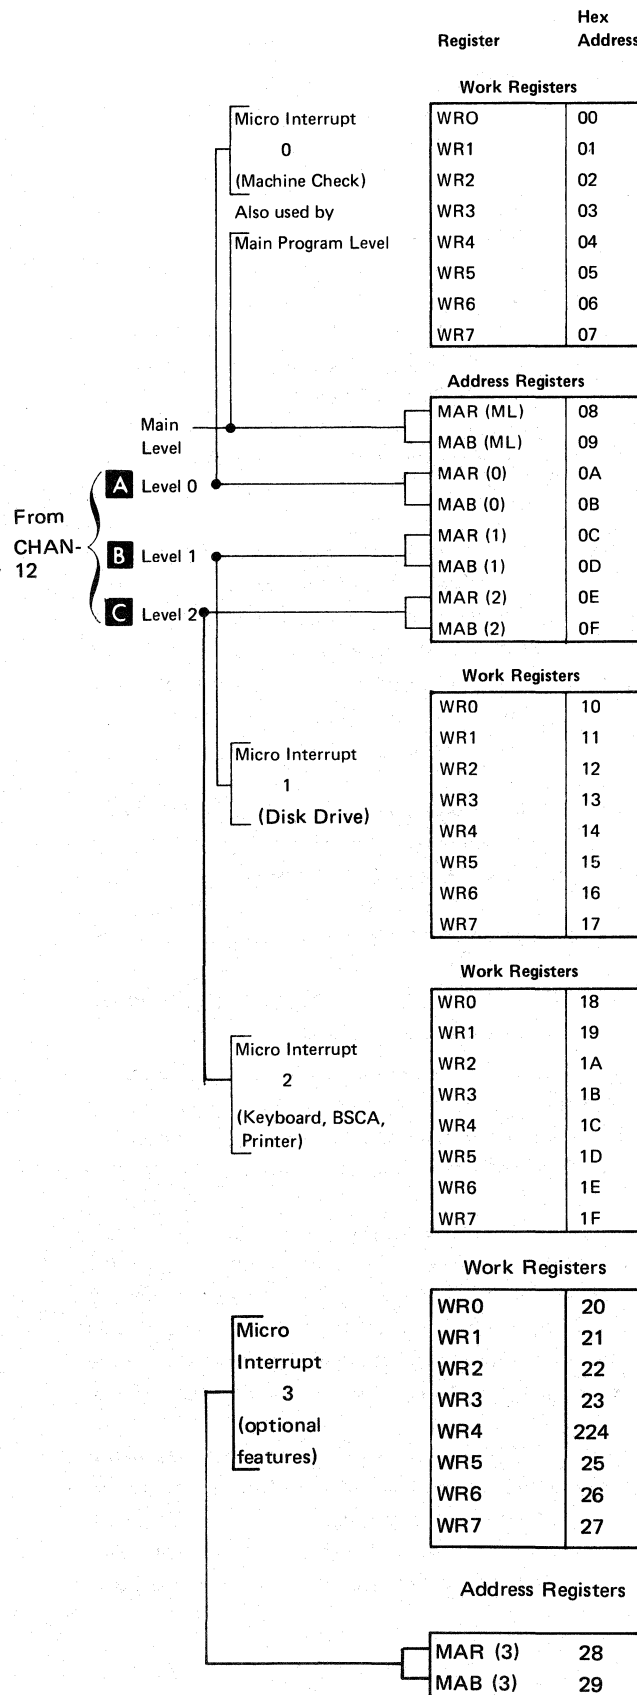 Hex
Register Address
Work Registers
Micro Interrupt WRO 00
0 WR1 01
(Machine Check) WR2 02
Also used by WR3 03
Main Program Level WR4 04
WR5 05
WR6 06
WR7 07
Address Registers
Main MAR (ML) 08
Level MAB (ML) 09
A Level 0 MAR (0) 0A
From MAB (0) 0B
CHAN- MAR (1) 0C
12 B Level 1 MAB (1) 0D
C Level 2 MAR (2) 0E
MAB (2) 0F
Work Registers
WR0 10
WR1 11
Micro Interrupt WR2 12
1 WR3 13
(Disk Drive) WR4 14
WR5 15
WR6 16
WR7 17
Work Registers
WR0 18
WR1 19
Micro Interrupt WR2 1A
2 WR3 1B
(Keyboard, BSCA, WR4 1C
Printer) WR5 1D
WR6 1E
WR7 1F
Work Registers
WR0 20
Micro WR1 21
Interrupt WR2 22
3 WR3 23
(optional WR4 224
features) WR5 25
WR6 26
WR7 27
Address Registers
MAR (3) 28
MAB (3) 29